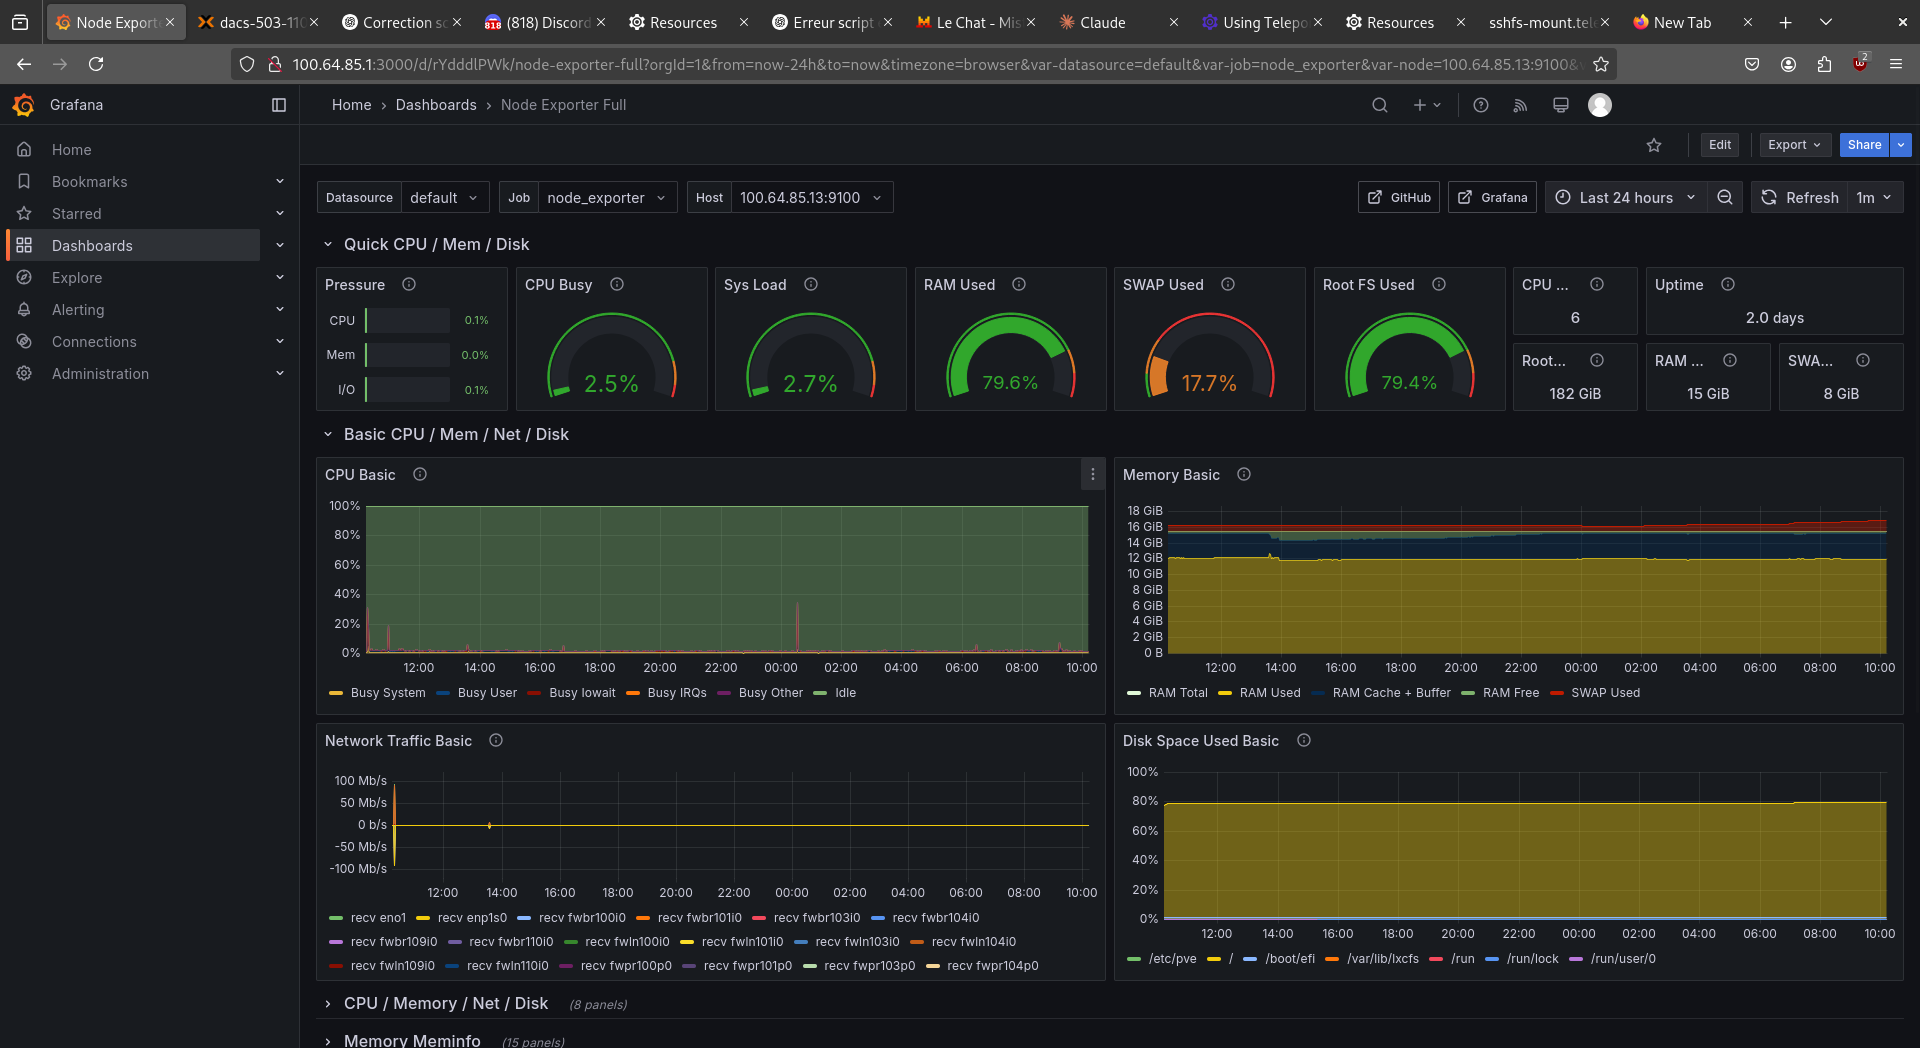 Node Exporte
dacs-503-110
Correction sc
(818) Discord
Resources
Erreur script
Le Chat - Mis
Claude
Using Telepo
Resources
sshfs-mount.tele
New Tab
100.64.85.1:3000/d/rYdddlPWk/node-exporter-full?orgId=1&from=now-24h&to=now&timezone=browser&var-datasource=default&var-job=node_exporter&var-node=100.64.85.13:9100&
2
Grafana
Home › Dashboards › Node Exporter Full
Edit Export Share
Home
Bookmarks
Starred
Dashboards
Explore
Alerting
Connections
Administration
Datasource default Job node_exporter Host 100.64.85.13:9100
GitHub Grafana Last 24 hours Refresh 1m
Quick CPU / Mem / Disk
Pressure
CPU 0.1%
Mem 0.0%
I/O 0.1%
CPU Busy
2.5%
Sys Load
2.7%
RAM Used
79.6%
SWAP Used
17.7%
Root FS Used
79.4%
CPU ...
6
Uptime
2.0 days
Root...
182 GiB
RAM ...
15 GiB
SWA...
8 GiB
Basic CPU / Mem / Net / Disk
CPU Basic
100%
80%
60%
40%
20%
0%
12:00 14:00 16:00 18:00 20:00 22:00 00:00 02:00 04:00 06:00 08:00 10:00
Busy System Busy User Busy Iowait Busy IRQs Busy Other Idle
Memory Basic
18 GiB
16 GiB
14 GiB
12 GiB
10 GiB
8 GiB
6 GiB
4 GiB
2 GiB
0 B
12:00 14:00 16:00 18:00 20:00 22:00 00:00 02:00 04:00 06:00 08:00 10:00
RAM Total RAM Used RAM Cache + Buffer RAM Free SWAP Used
Network Traffic Basic
100 Mb/s
50 Mb/s
0 b/s
-50 Mb/s
-100 Mb/s
12:00 14:00 16:00 18:00 20:00 22:00 00:00 02:00 04:00 06:00 08:00 10:00
recv eno1 recv enp1s0 recv fwbr100i0 recv fwbr101i0 recv fwbr103i0 recv fwbr104i0
recv fwbr109i0 recv fwbr110i0 recv fwln100i0 recv fwln101i0 recv fwln103i0 recv fwln104i0
recv fwln109i0 recv fwln110i0 recv fwpr100p0 recv fwpr101p0 recv fwpr103p0 recv fwpr104p0
Disk Space Used Basic
100%
80%
60%
40%
20%
0%
12:00 14:00 16:00 18:00 20:00 22:00 00:00 02:00 04:00 06:00 08:00 10:00
/etc/pve / /boot/efi /var/lib/lxcfs /run /run/lock /run/user/0
CPU / Memory / Net / Disk (8 panels)
Memory Meminfo (15 panels)